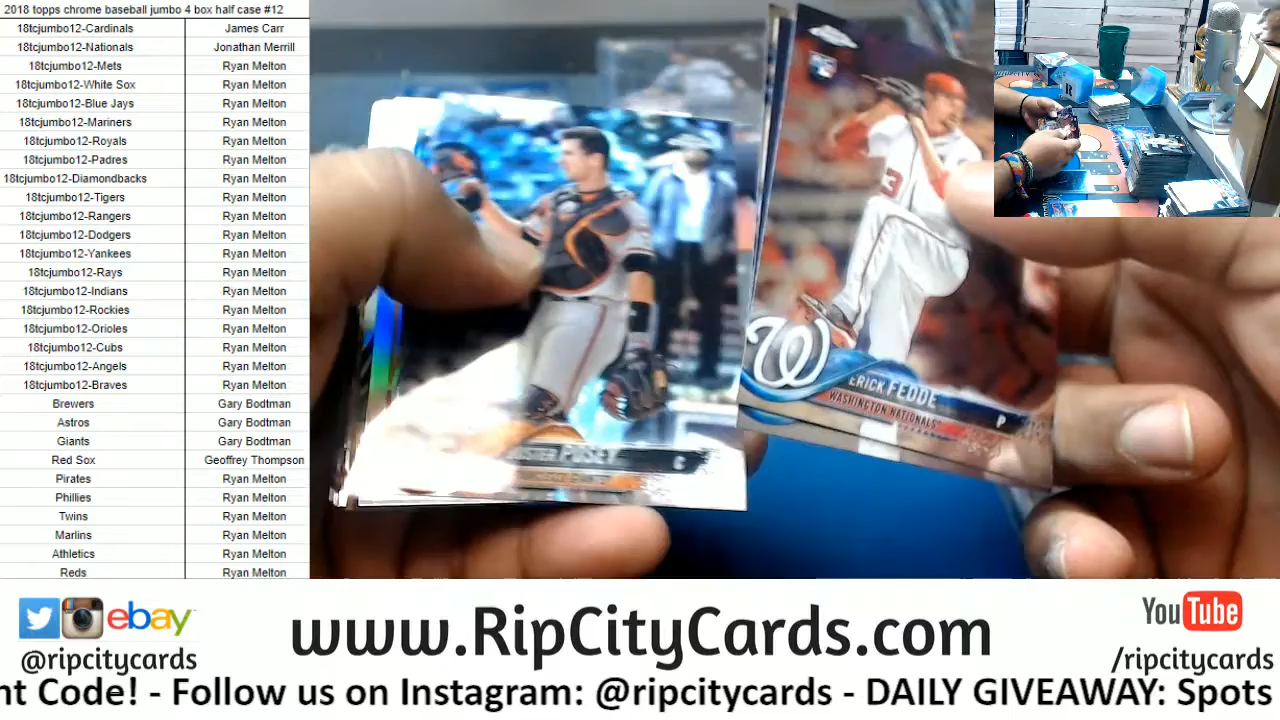 2018 topps chrome baseball jumbo 4 box half case #12
18tcjumbo12-Cardinals James Carr
18tcjumbo12-Nationals Jonathan Merrill
18tcjumbo12-Mets Ryan Melton
18tcjumbo12-White Sox Ryan Melton
18tcjumbo12-Blue Jays Ryan Melton
18tcjumbo12-Mariners Ryan Melton
18tcjumbo12-Royals Ryan Melton
18tcjumbo12-Padres Ryan Melton
18tcjumbo12-Diamondbacks Ryan Melton
18tcjumbo12-Tigers Ryan Melton
18tcjumbo12-Rangers Ryan Melton
18tcjumbo12-Dodgers Ryan Melton
18tcjumbo12-Yankees Ryan Melton
18tcjumbo12-Rays Ryan Melton
18tcjumbo12-Indians Ryan Melton
18tcjumbo12-Rockies Ryan Melton
18tcjumbo12-Orioles Ryan Melton
18tcjumbo12-Cubs Ryan Melton
18tcjumbo12-Angels Ryan Melton
18tcjumbo12-Braves Ryan Melton
Brewers Gary Bodtman
Astros Gary Bodtman
Giants Gary Bodtman
Red Sox Geoffrey Thompson
Pirates Ryan Melton
Phillies Ryan Melton
Twins Ryan Melton
Marlins Ryan Melton
Athletics Ryan Melton
Reds Ryan Melton
POSEY C
W
ERICK FEDDE
WASHINGTON NATIONALS P
ebay
@ripcitycards
www.RipCityCards.com
YouTube
/ripcitycards
nt Code! - Follow us on Instagram: @ripcitycards - DAILY GIVEAWAY: Spots